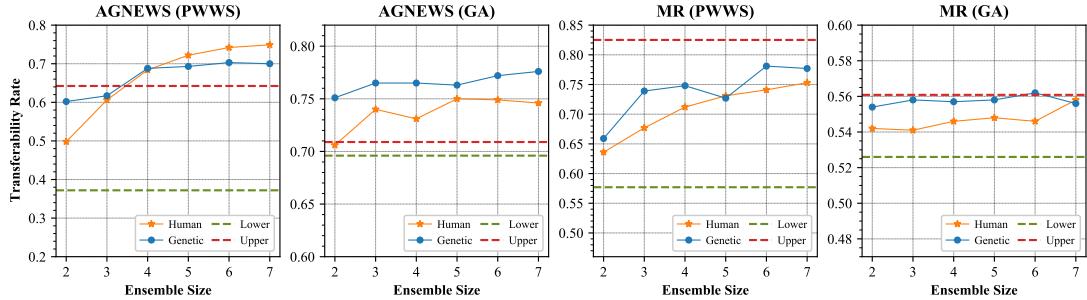 AGNEWS (PWWS)
Transferability Rate
0.8
0.7
0.6
0.5
0.4
0.3
0.2
Human
Genetic
Lower
Upper
2 3 4 5 6 7
Ensemble Size
AGNEWS (GA)
0.80
0.75
0.70
0.65
0.60
Human
Genetic
Lower
Upper
2 3 4 5 6 7
Ensemble Size
MR (PWWS)
0.85
0.80
0.75
0.70
0.65
0.60
0.55
0.50
Human
Genetic
Lower
Upper
2 3 4 5 6 7
Ensemble Size
MR (GA)
0.60
0.58
0.56
0.54
0.52
0.50
0.48
Human
Genetic
Lower
Upper
2 3 4 5 6 7
Ensemble Size